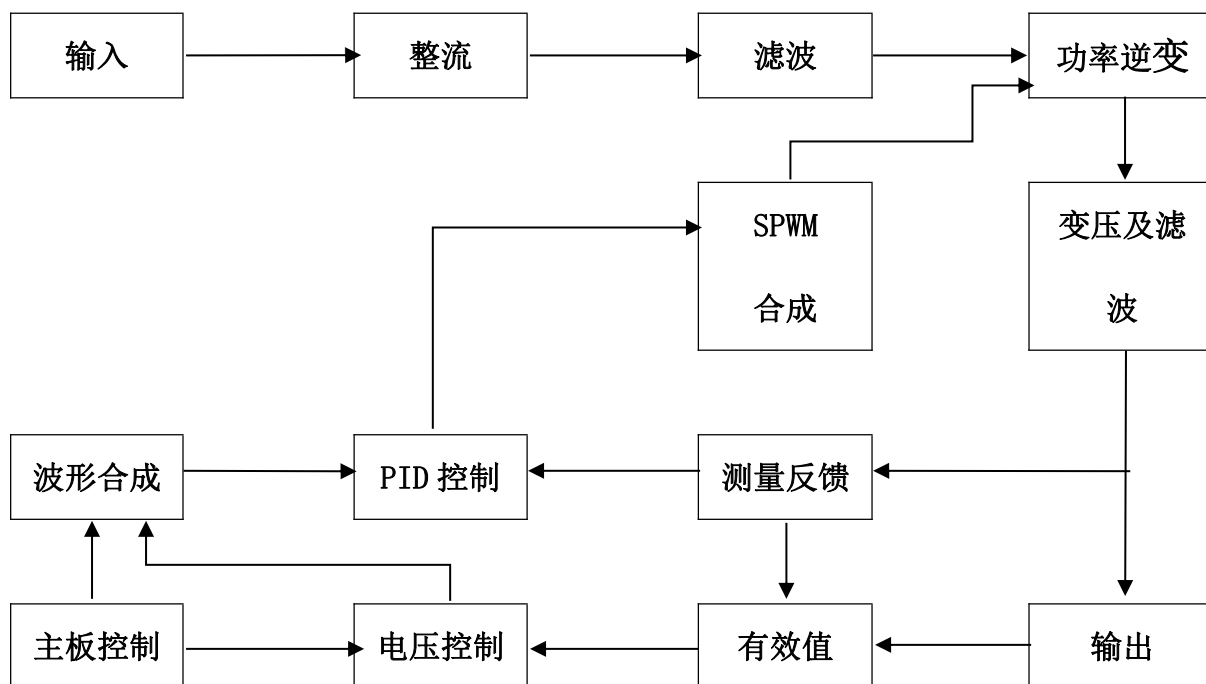 输入
整流
滤波
功率逆变
SPWM
合成
变压及滤
波
波形合成
PID 控制
测量反馈
主板控制
电压控制
有效值
输出